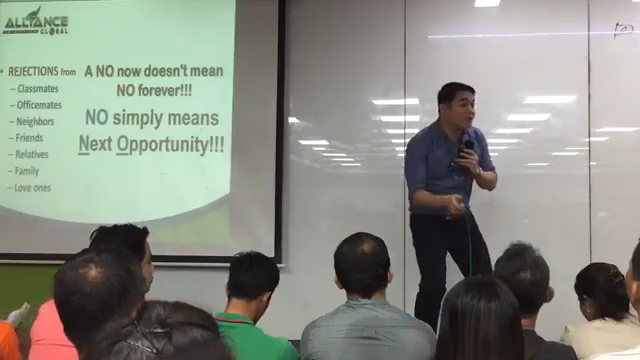 ALLIANCE
GLOBAL
• REJECTIONS from
– Classmates
– Officemates
– Neighbors
– Friends
– Relatives
– Family
– Love ones
A NO now doesn't mean
NO forever!!!
NO simply means
Next Opportunity!!!